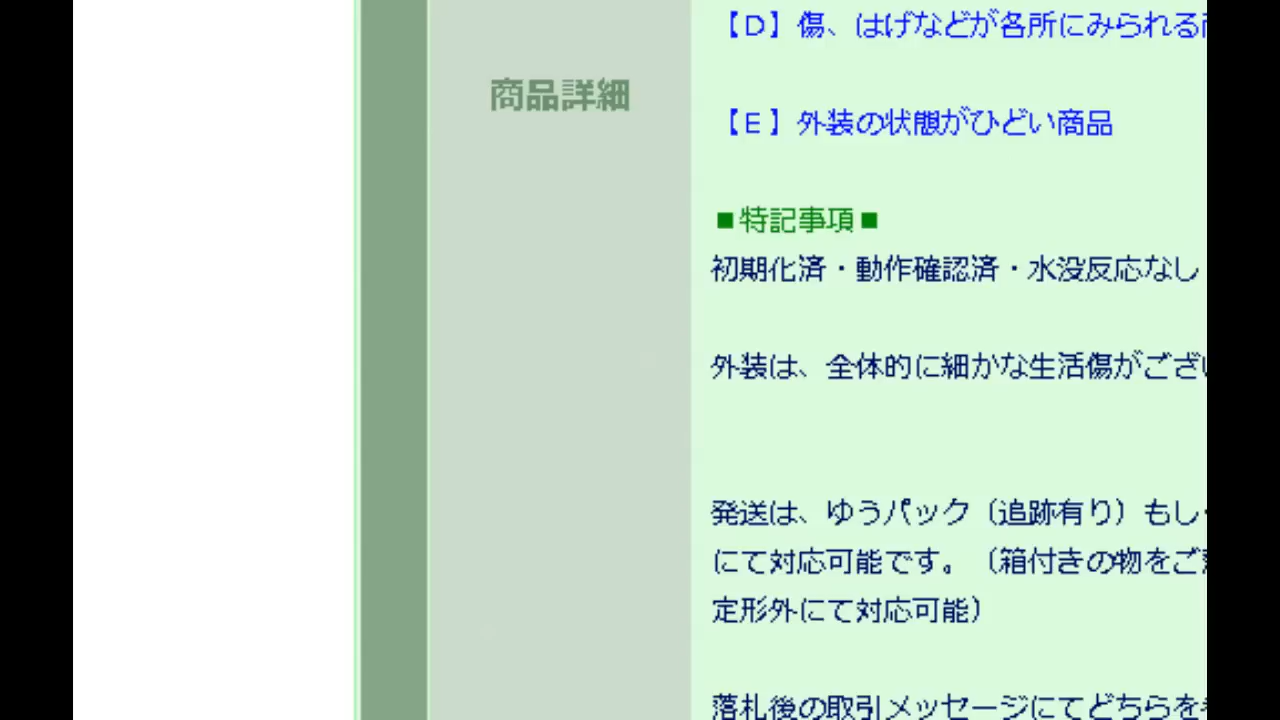 【D】傷、はげなどが各所にみられる
商品詳細
【E】外装の状態がひどい商品
■特記事項■
初期化済・動作確認済・水没反応なし
外装は、全体的に細かな生活傷がござい
発送は、ゆうパック（追跡有り）もし
にて対応可能です。（箱付きの物をご
定形外にて対応可能）
落札後の取引メッセージにてどちらを